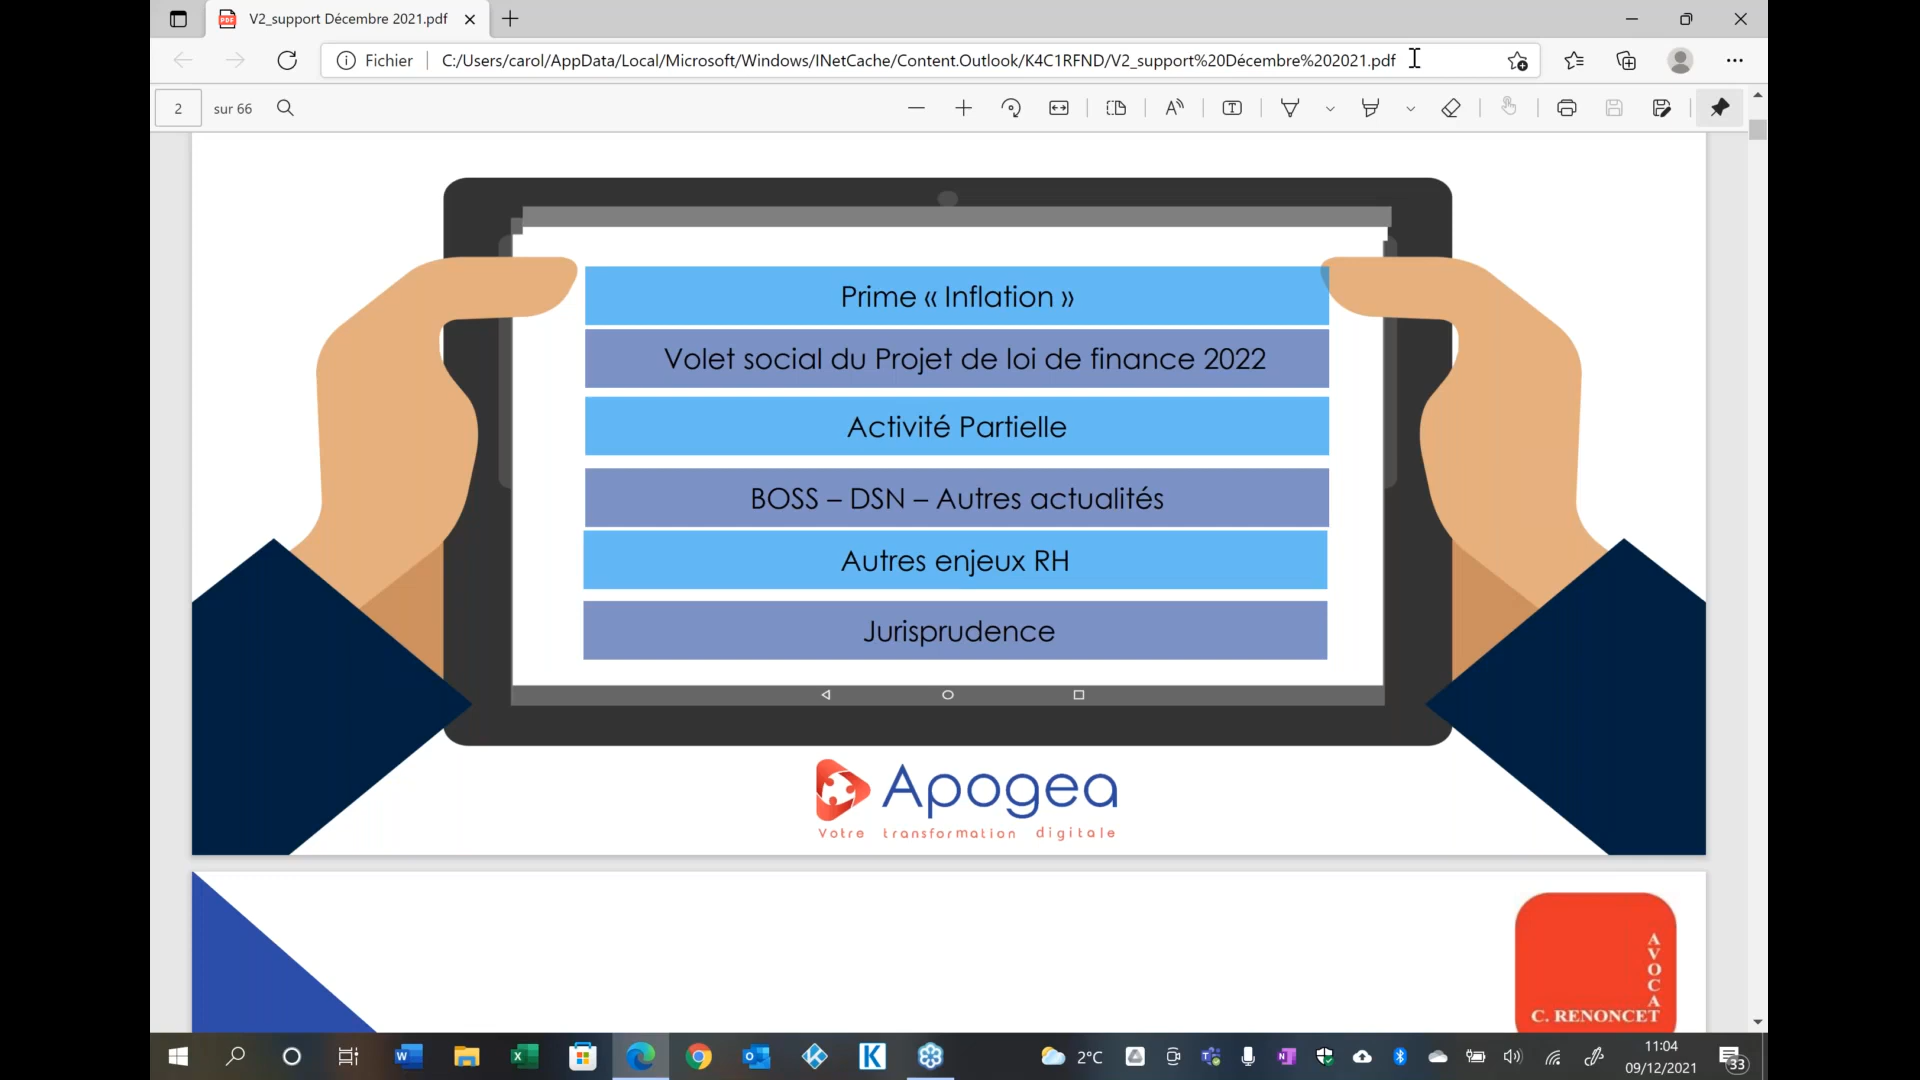 V2_support Décembre 2021.pdf
Fichier
C:/Users/carol/AppData/Local/Microsoft/Windows/INetCache/Content.Outlook/K4C1RFND/V2_support%20Décembre%202021.pdf
2 sur 66
Prime « Inflation »
Volet social du Projet de loi de finance 2022
Activité Partielle
BOSS – DSN – Autres actualités
Autres enjeux RH
Jurisprudence
Apogea
Votre transformation digitale
AVOCA
C. RENONCET
2°C
11:04
09/12/2021
33